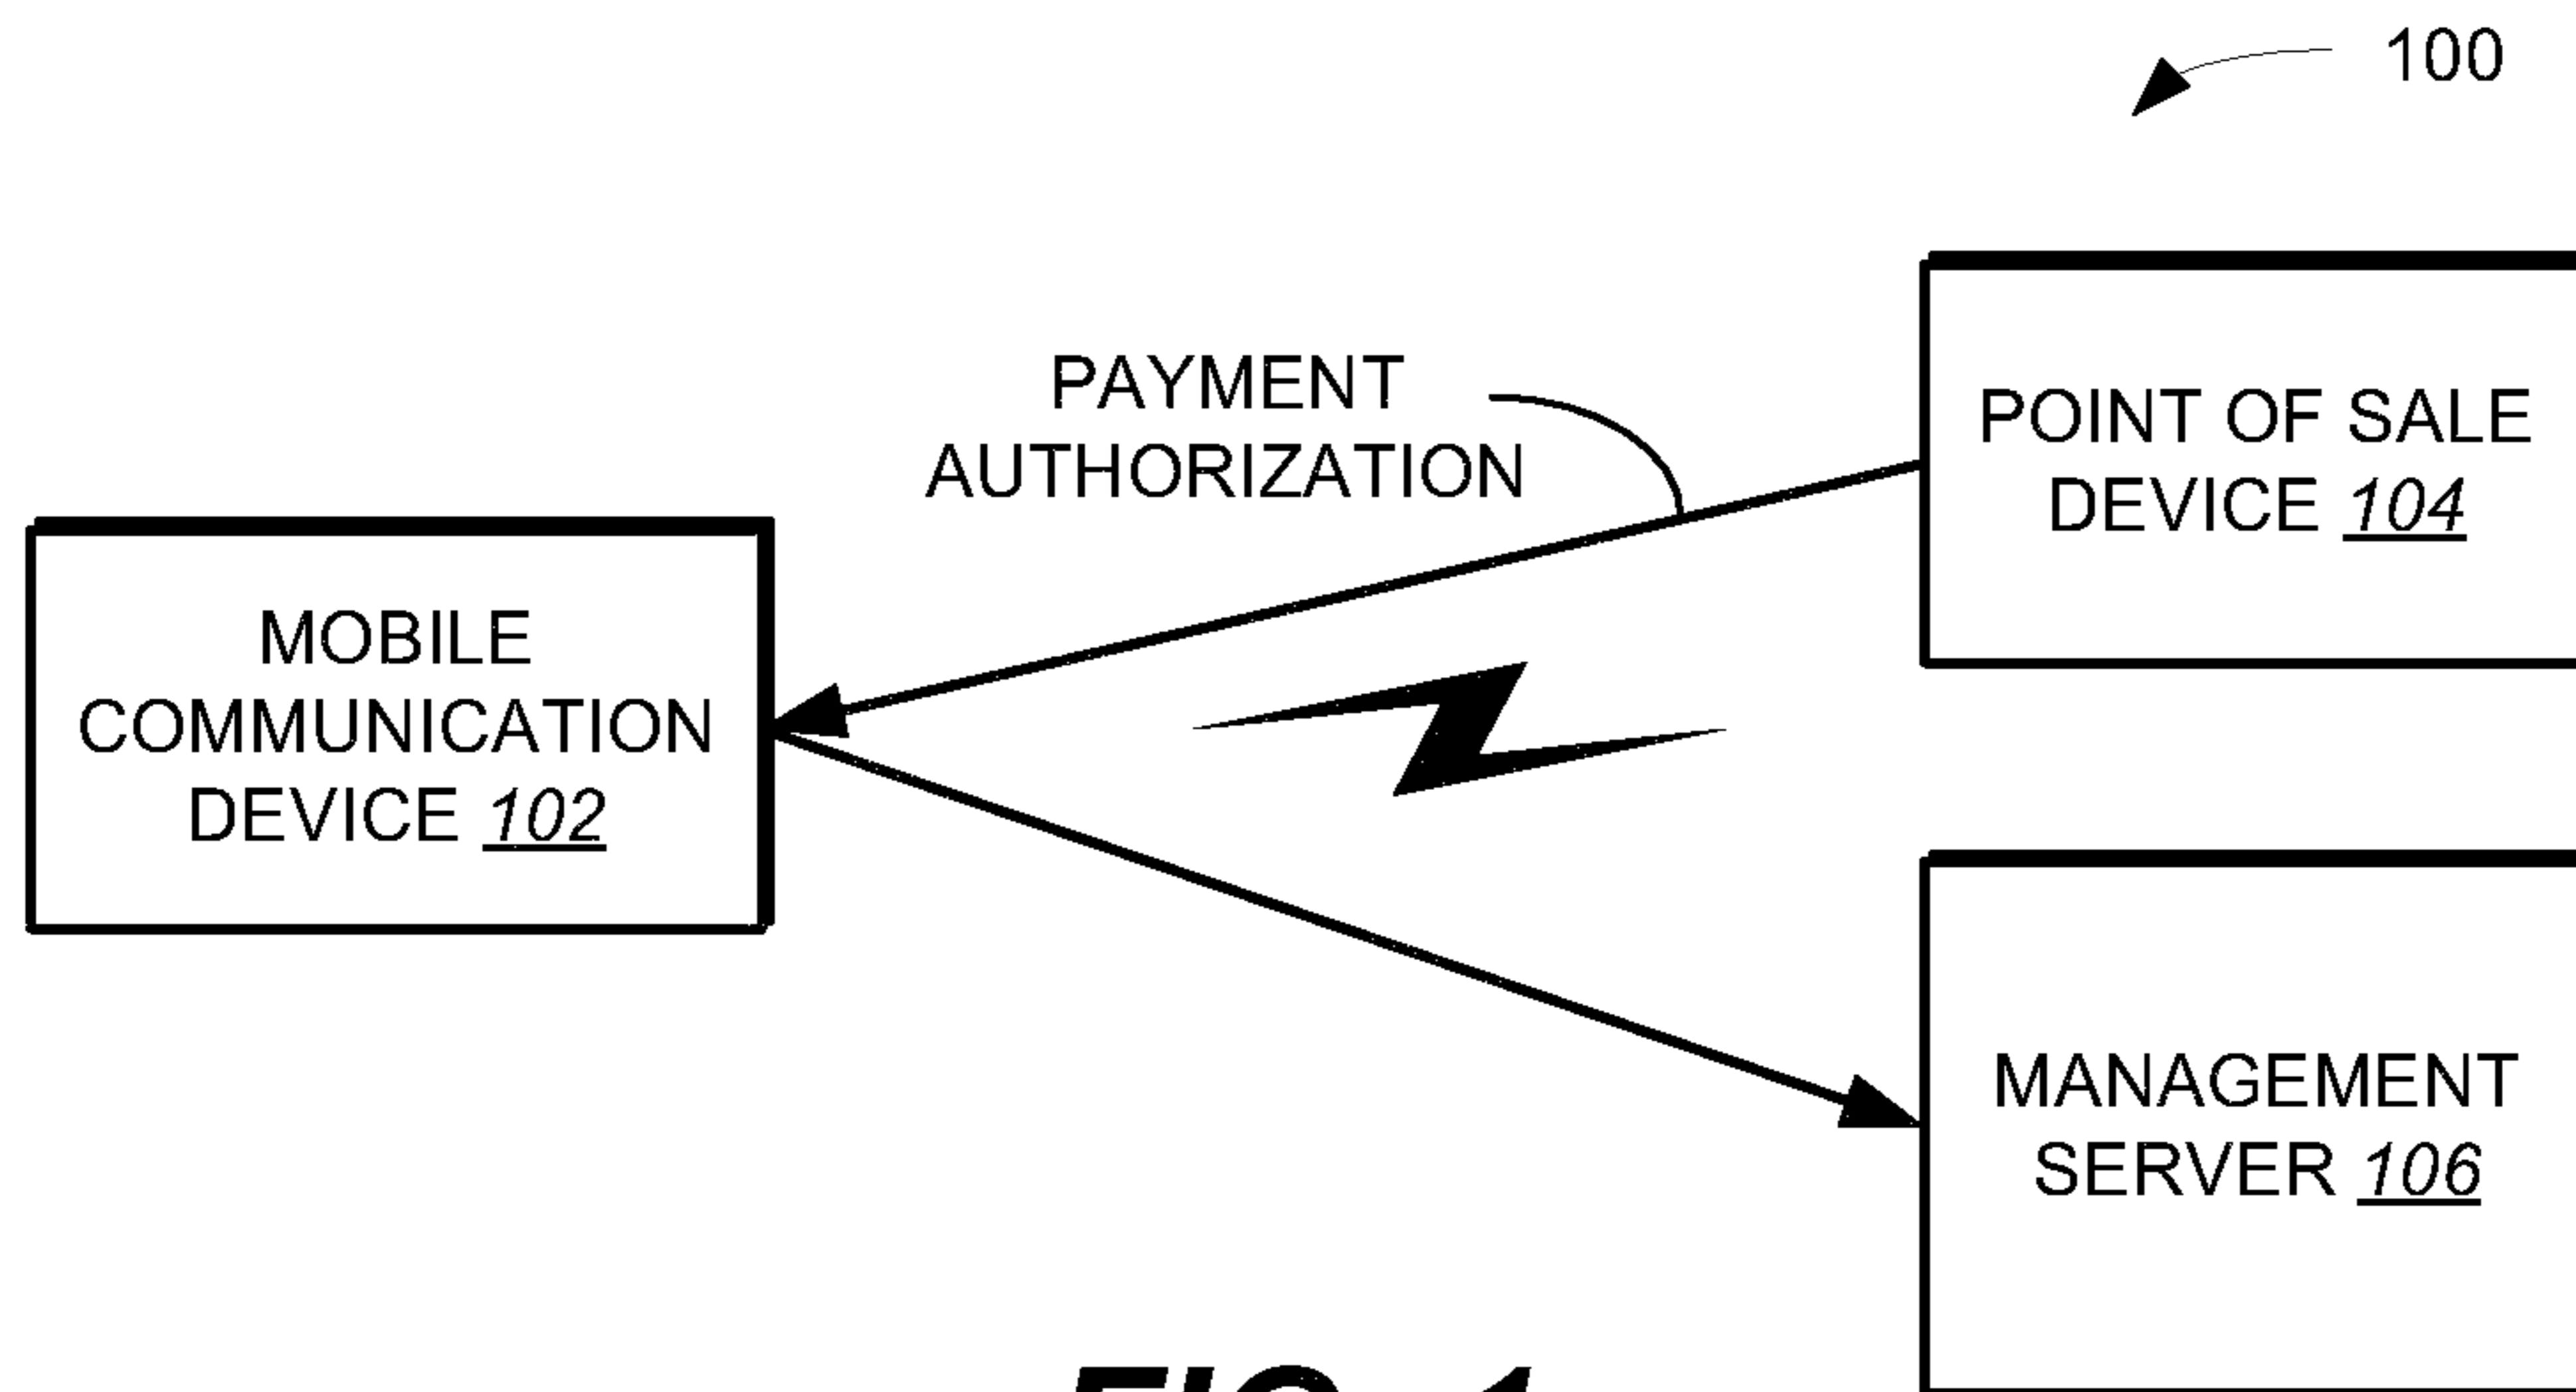 100
PAYMENT
AUTHORIZATION
POINT OF SALE
DEVICE 104
MOBILE
COMMUNICATION
DEVICE 102
MANAGEMENT
SERVER 106